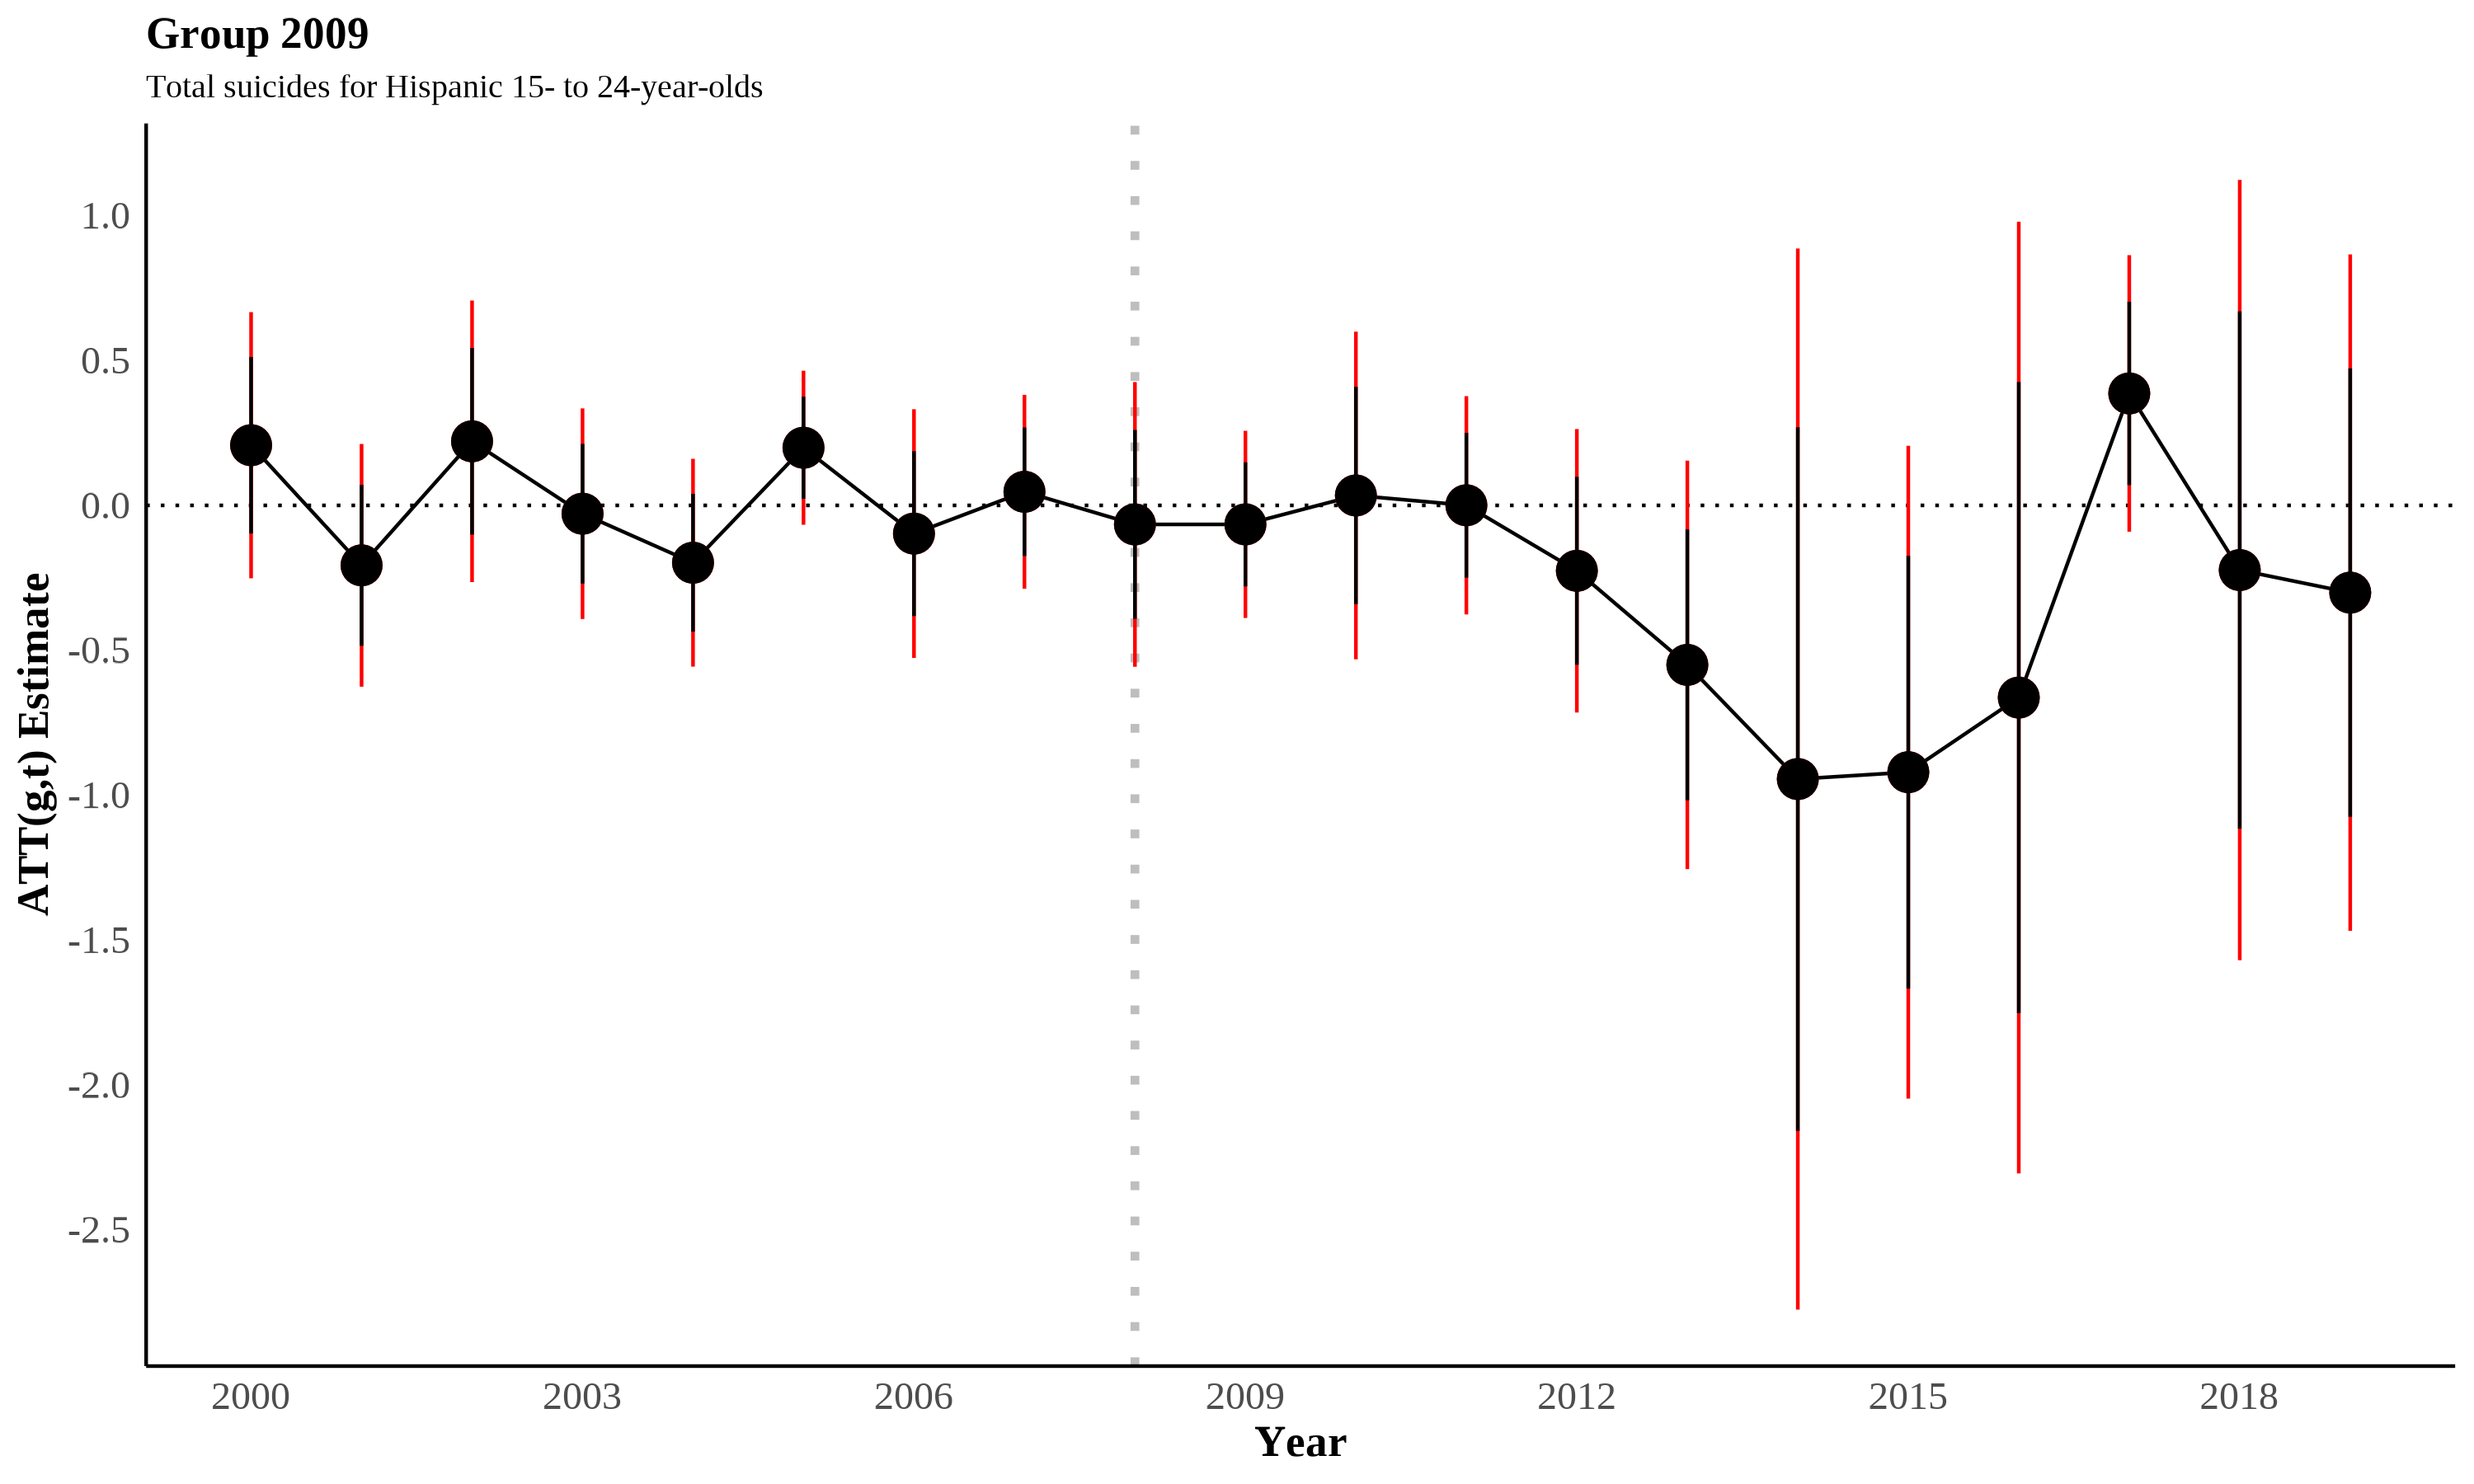 Group 2009
Total suicides for Hispanic 15- to 24-year-olds
ATT(g,t) Estimate
1.0
0.5
0.0
-0.5
-1.0
-1.5
-2.0
-2.5
2000 2003 2006 2009 2012 2015 2018
Year